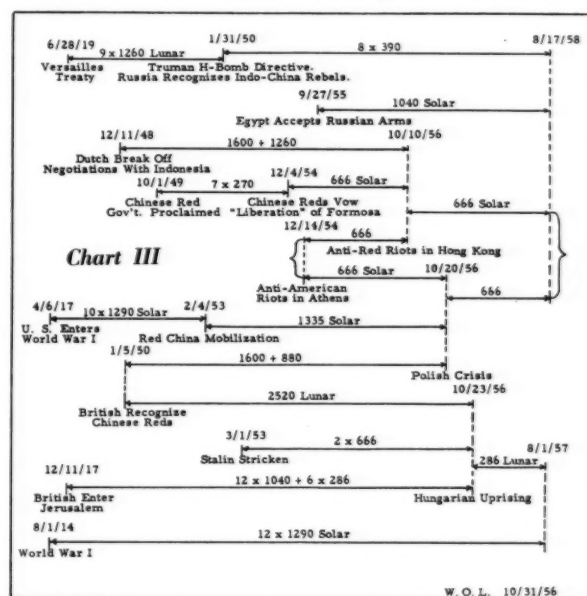 6/28/19 9 x 1260 Lunar 1/31/50 8 x 390 8/17/58
Versailles Treaty
Truman H-Bomb Directive.
Russia Recognizes Indo-China Rebels.
9/27/55 1040 Solar
Egypt Accepts Russian Arms
12/11/48 1600 + 1260 10/10/56
Dutch Break Off
Negotiations With Indonesia
12/4/54
10/1/49 7 x 270 666 Solar
Chinese Red
Gov't. Proclaimed
Chinese Reds Vow
"Liberation" of Formosa
666 Solar
12/14/54
666
Anti-Red Riots in Hong Kong
Chart III
666 Solar 10/20/56
Anti-American
Riots in Athens
666
4/6/17 10x1290 Solar 2/4/53
U. S. Enters
World War I
Red China Mobilization
1335 Solar
1/5/50 1600 + 880
Polish Crisis
10/23/56
2520 Lunar
British Recognize
Chinese Reds
3/1/53 2 x 666
Stalin Stricken
8/1/57
286 Lunar
12/11/17 12 x 1040 + 6 x 286
British Enter
Jerusalem
Hungarian Uprising
8/1/14 12 x 1290 Solar
World War I
W. O. L. 10/31/56